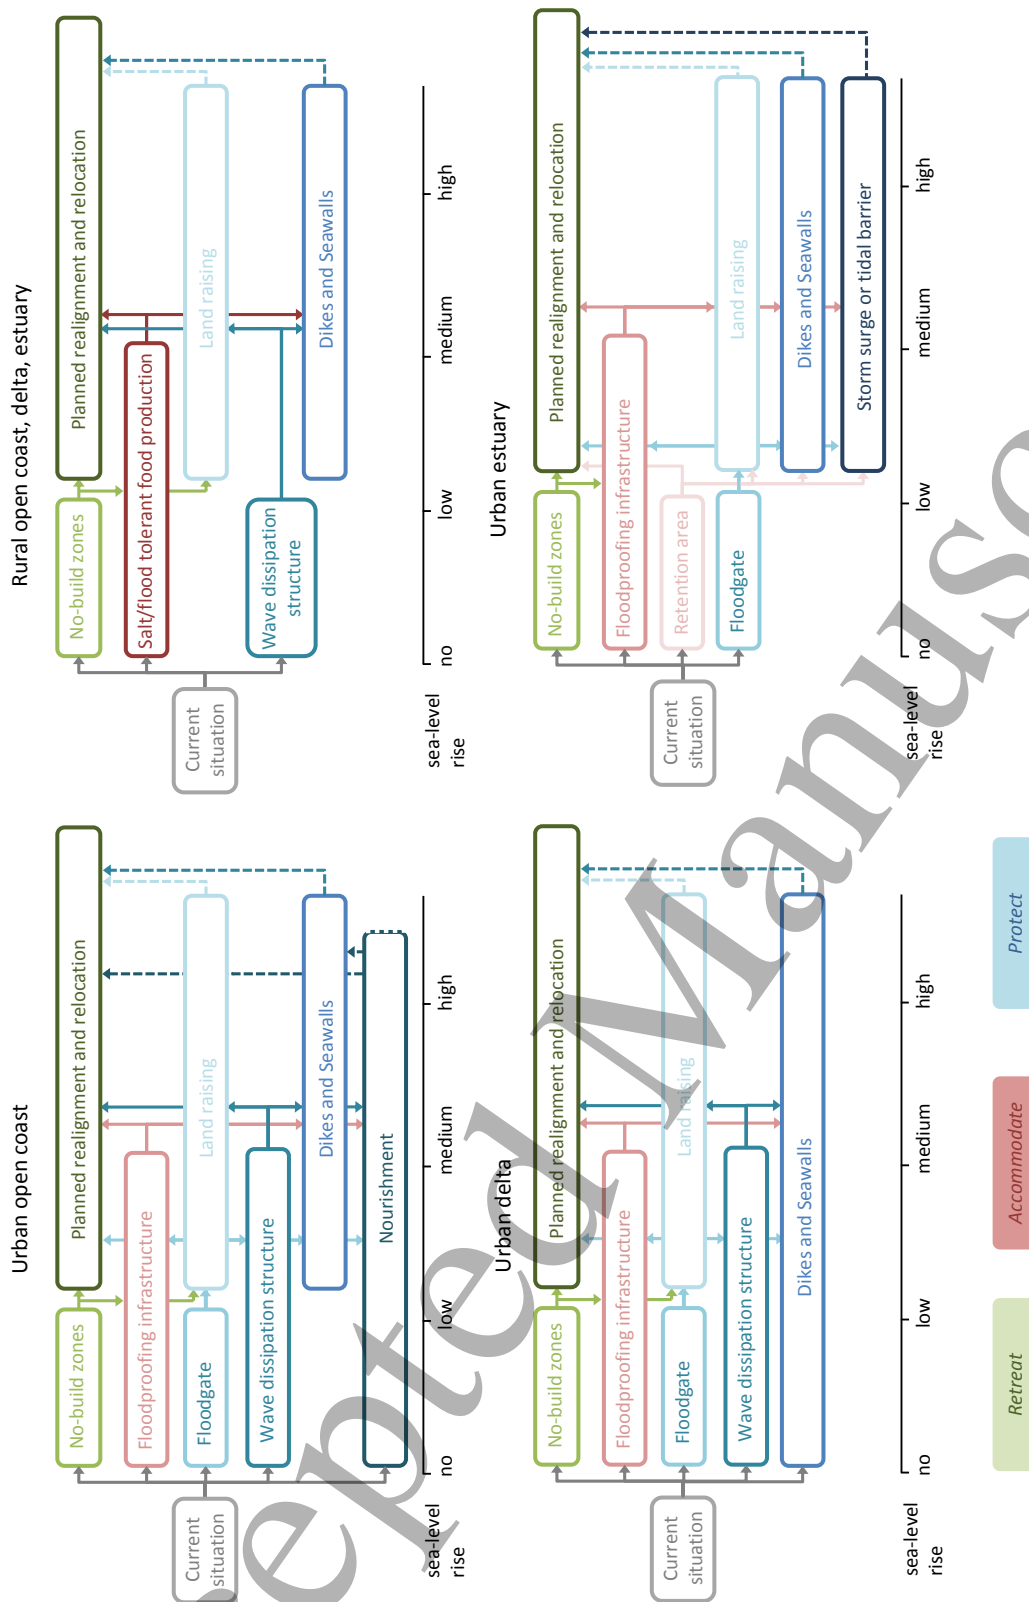 Urban open coast
No-build zones
Planned realignment and relocation
Floodproofing infrastructure
Current
situation
Floodgate
Land raising
Wave dissipation structure
Dikes and Seawalls
Nourishment
sea-level
rise
no
low
medium
high
Rural open coast, delta, estuary
No-build zones
Planned realignment and relocation
Salt/flood tolerant food production
Current
situation
Land raising
Wave dissipation
structure
Dikes and Seawalls
sea-level
rise
no
low
medium
high
Urban delta
No-build zones
Planned realignment and relocation
Floodproofing infrastructure
Current
situation
Floodgate
Land raising
Wave dissipation structure
Dikes and Seawalls
sea-level
rise
no
low
medium
high
Urban estuary
No-build zones
Planned realignment and relocation
Floodproofing infrastructure
Current
situation
Retention area
Floodgate
Land raising
Dikes and Seawalls
Storm surge or tidal barrier
sea-level
rise
no
low
medium
high
Retreat
Accommodate
Protect
epted Manusc